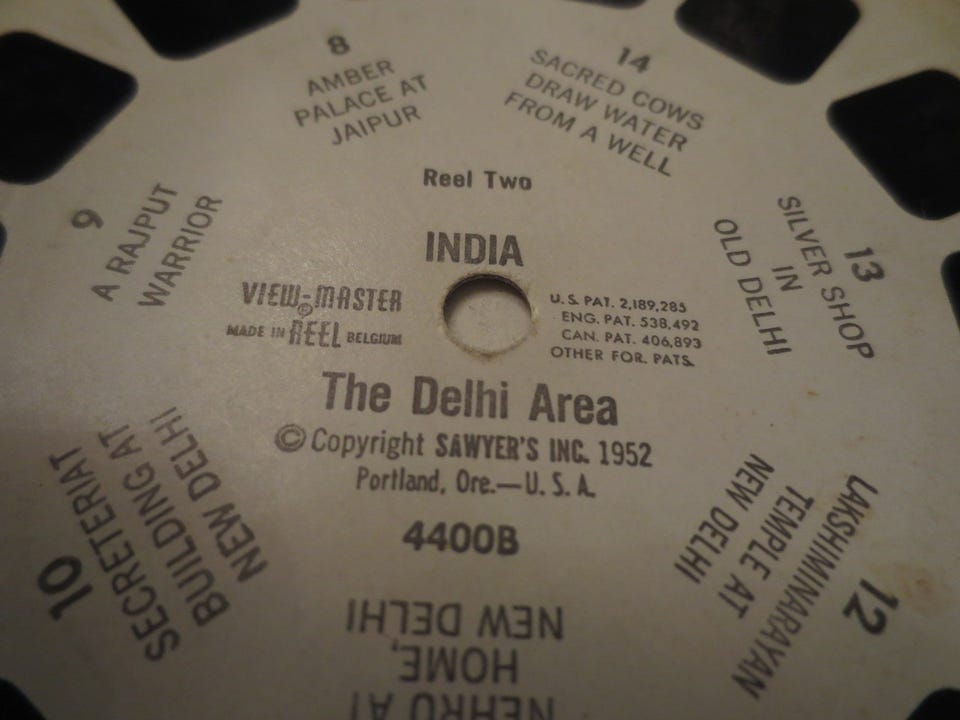 8
AMBER
PALACE AT
JAIPUR
14
SACRED COWS
DRAW WATER
FROM A WELL
Reel Two
9
A RAJPUT
WARRIOR
INDIA
13
SILVER SHOP
IN
OLD DELHI
VIEW-MASTER
©
MADE IN REEL BELGIUM
U.S. PAT. 2,189,285
ENG. PAT. 538,492
CAN. PAT. 406,893
OTHER FOR. PATS.
The Delhi Area
© Copyright SAWYER'S INC. 1952
Portland, Ore.—U. S. A.
4400B
10
SECRETERIAT
BUILDING AT
NEW DELHI
12
LAKSHIMINARAYAN
TEMPLE AT
NEW DELHI
NEHRU AT
HOME,
NEW DELHI